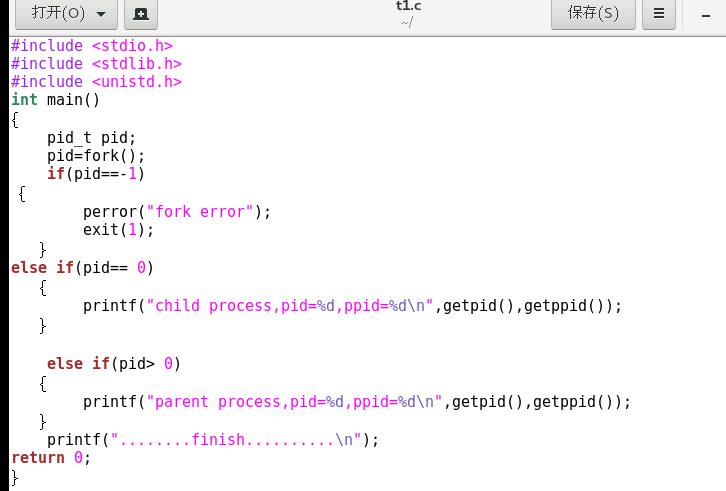 打开(O)
t1.c
~/
保存(S)
#include <stdio.h>
#include <stdlib.h>
#include <unistd.h>
int main()
{
    pid_t pid;
    pid=fork();
    if(pid==-1)
 {
        perror("fork error");
        exit(1);
   }
else if(pid== 0)
   {
        printf("child process,pid=%d,ppid=%d\n",getpid(),getppid());
   }
    else if(pid> 0)
   {
        printf("parent process,pid=%d,ppid=%d\n",getpid(),getppid());
   }
    printf("........finish..........\n");
return 0;
}